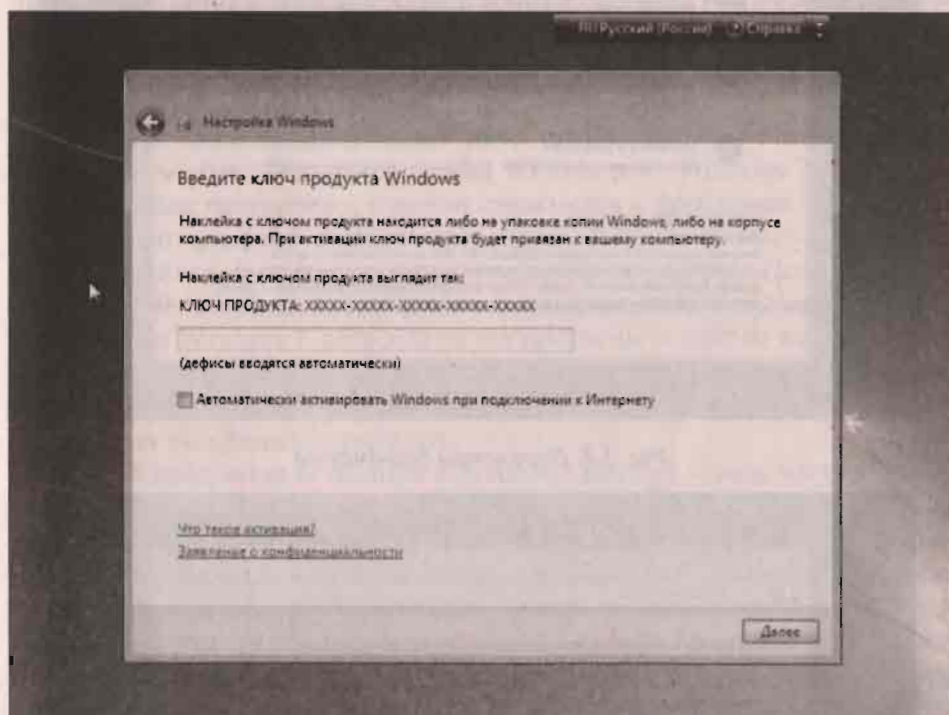 RU Русский (Россия) Справка
Настройка Windows
Введите ключ продукта Windows
Наклейка с ключом продукта находится либо на упаковке копии Windows, либо на корпусе
компьютера. При активации ключ продукта будет привязан к вашему компьютеру.
Наклейка с ключом продукта выглядит так:
КЛЮЧ ПРОДУКТА: XXXXX-XXXXX-XXXXX-XXXXX-XXXXX
(дефисы вводятся автоматически)
Автоматически активировать Windows при подключении к Интернету
Что такое активация?
Заявление о конфиденциальности
Далее